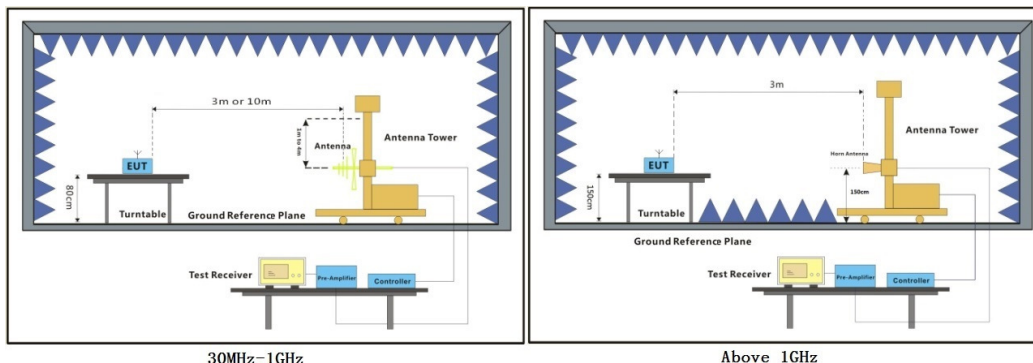 3m or 10m
1m to 4m
Antenna
Antenna Tower
EUT
80cm
Turntable
Ground Reference Plane
Test Receiver
Pre-Amplifier
Controller
30MHz-1GHz
3m
Antenna Tower
Horn Antenna
EUT
150cm
150cm
Turntable
Ground Reference Plane
Test Receiver
Pre-Amplifier
Controller
Above 1GHz